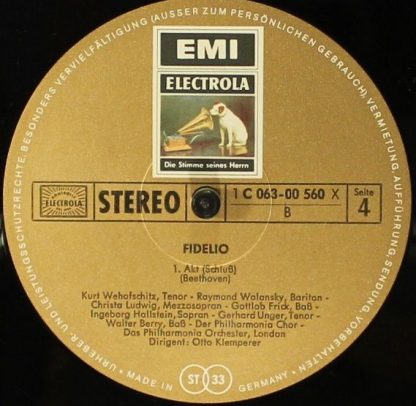 EMI
ELECTROLA
Die Stimme seines Herrn
ELECTROLA
STEREO
1 C 063-00 560 X
B
Seite
4
FIDELIO
1. Akt (Schluß)
(Beethoven)
Kurt Wehofschitz, Tenor - Raymond Wolansky, Bariton -
Christa Ludwig, Mezzosopran - Gottlob Frick, Baß -
Ingeborg Hallstein, Sopran - Gerhard Unger, Tenor -
Walter Berry, Baß - Der Philharmonia Chor -
Das Philharmonia Orchester, London
Dirigent: Otto Klemperer
ST 33
• MADE IN GERMANY •
URHEBER- UND LEISTUNGSSCHUTZRECHTE, BESONDERS VERVIELFÄLTIGUNG (AUSSER ZUM PERSÖNLICHEN GEBRAUCH), VERMIETUNG, AUFFÜHRUNG, SENDUNG, VORBEHALTEN